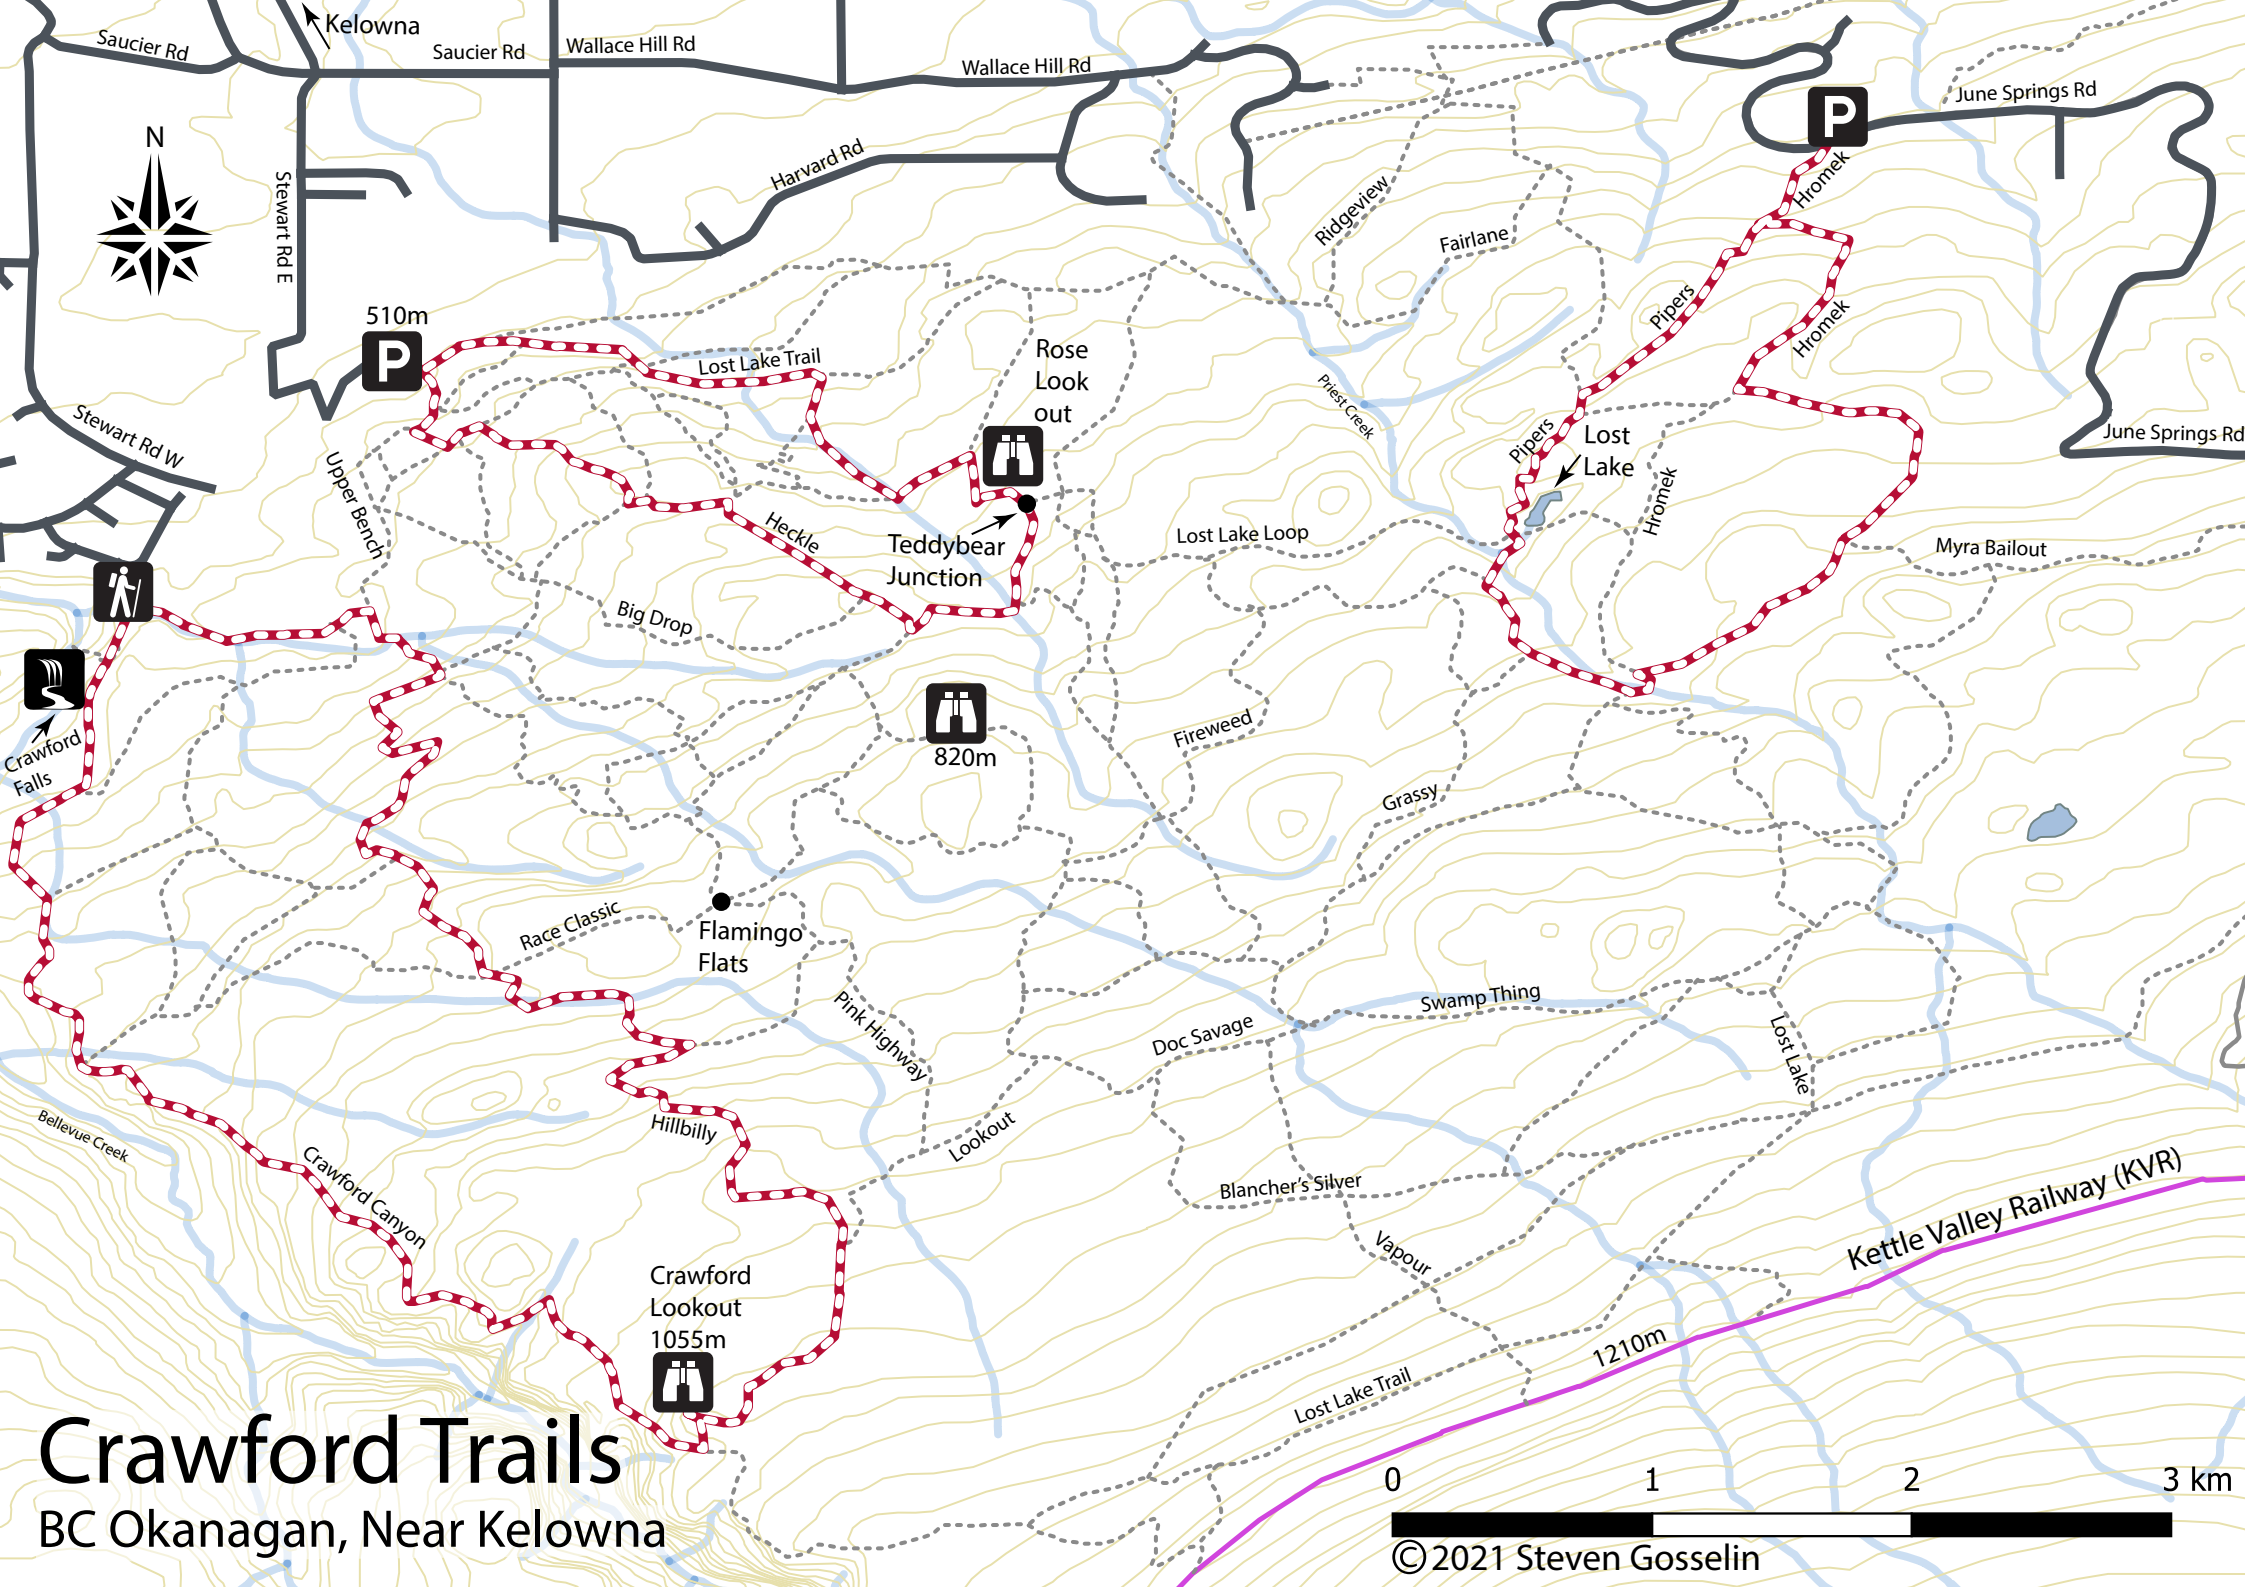 Kelowna
Saucier Rd
Saucier Rd
Wallace Hill Rd
Wallace Hill Rd
June Springs Rd
P
N
Harvard Rd
Hromek
Stewart Rd E
Ridgeview
Fairlane
510m
P
Pipers
Hromek
Lost Lake Trail
Rose
Look
out
Priest Creek
Stewart Rd W
Pipers
Lost
Lake
June Springs Rd
Upper Bench
Hromek
Heckle
Teddybear
Junction
Lost Lake Loop
Myra Bailout
Big Drop
Crawford
Falls
820m
Fireweed
Grassy
Race Classic
Flamingo
Flats
Pink Highway
Swamp Thing
Doc Savage
Lost Lake
Bellevue Creek
Hillbilly
Lookout
Crawford Canyon
Blancher's Silver
Vapour
Kettle Valley Railway (KVR)
Crawford
Lookout
1055m
1210m
Lost Lake Trail
Crawford Trails
BC Okanagan, Near Kelowna
0 1 2 3 km
©2021 Steven Gosselin